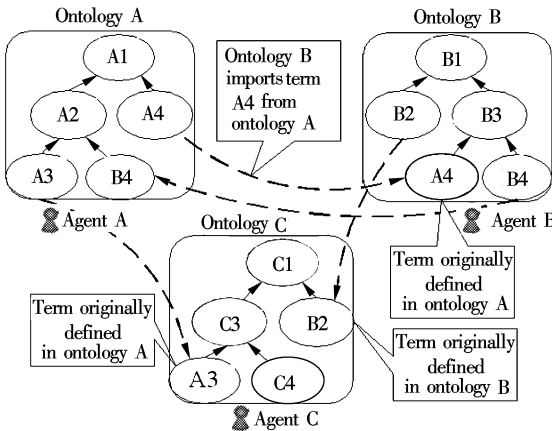 Ontology A
Ontology B
A1
A2
A4
A3
B4
Agent A
Ontology B
imports term
A4 from
ontology A
B1
B2
B3
A4
B4
Agent B
Ontology C
C1
C3
B2
A3
C4
Agent C
Term originally
defined
in ontology A
Term originally
defined
in ontology A
Term originally
defined
in ontology B